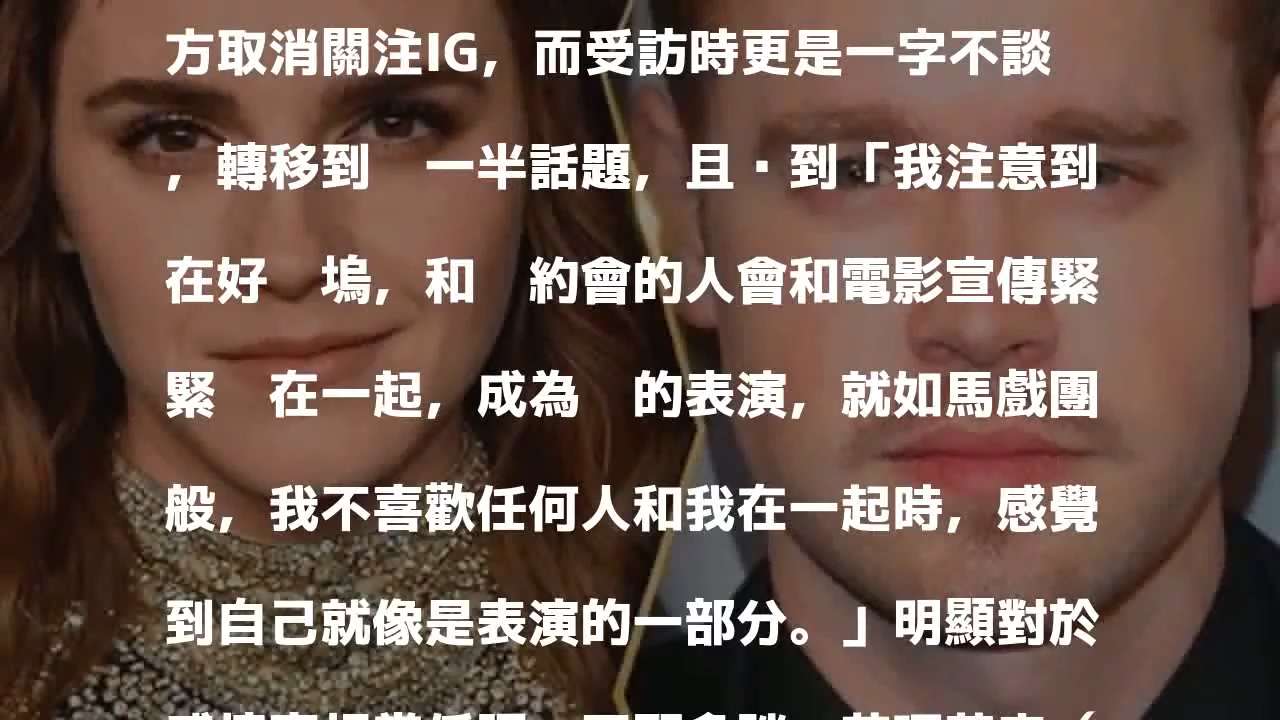 方取消關注IG，而受訪時更是一字不談
，轉移到 一半話題，且·到「我注意到
在好 塢，和 約會的人會和電影宣傳緊
緊 在一起，成為 的表演，就如馬戲團
般，我不喜歡任何人和我在一起時，感覺
到自己就像是表演的一部分。」明顯對於